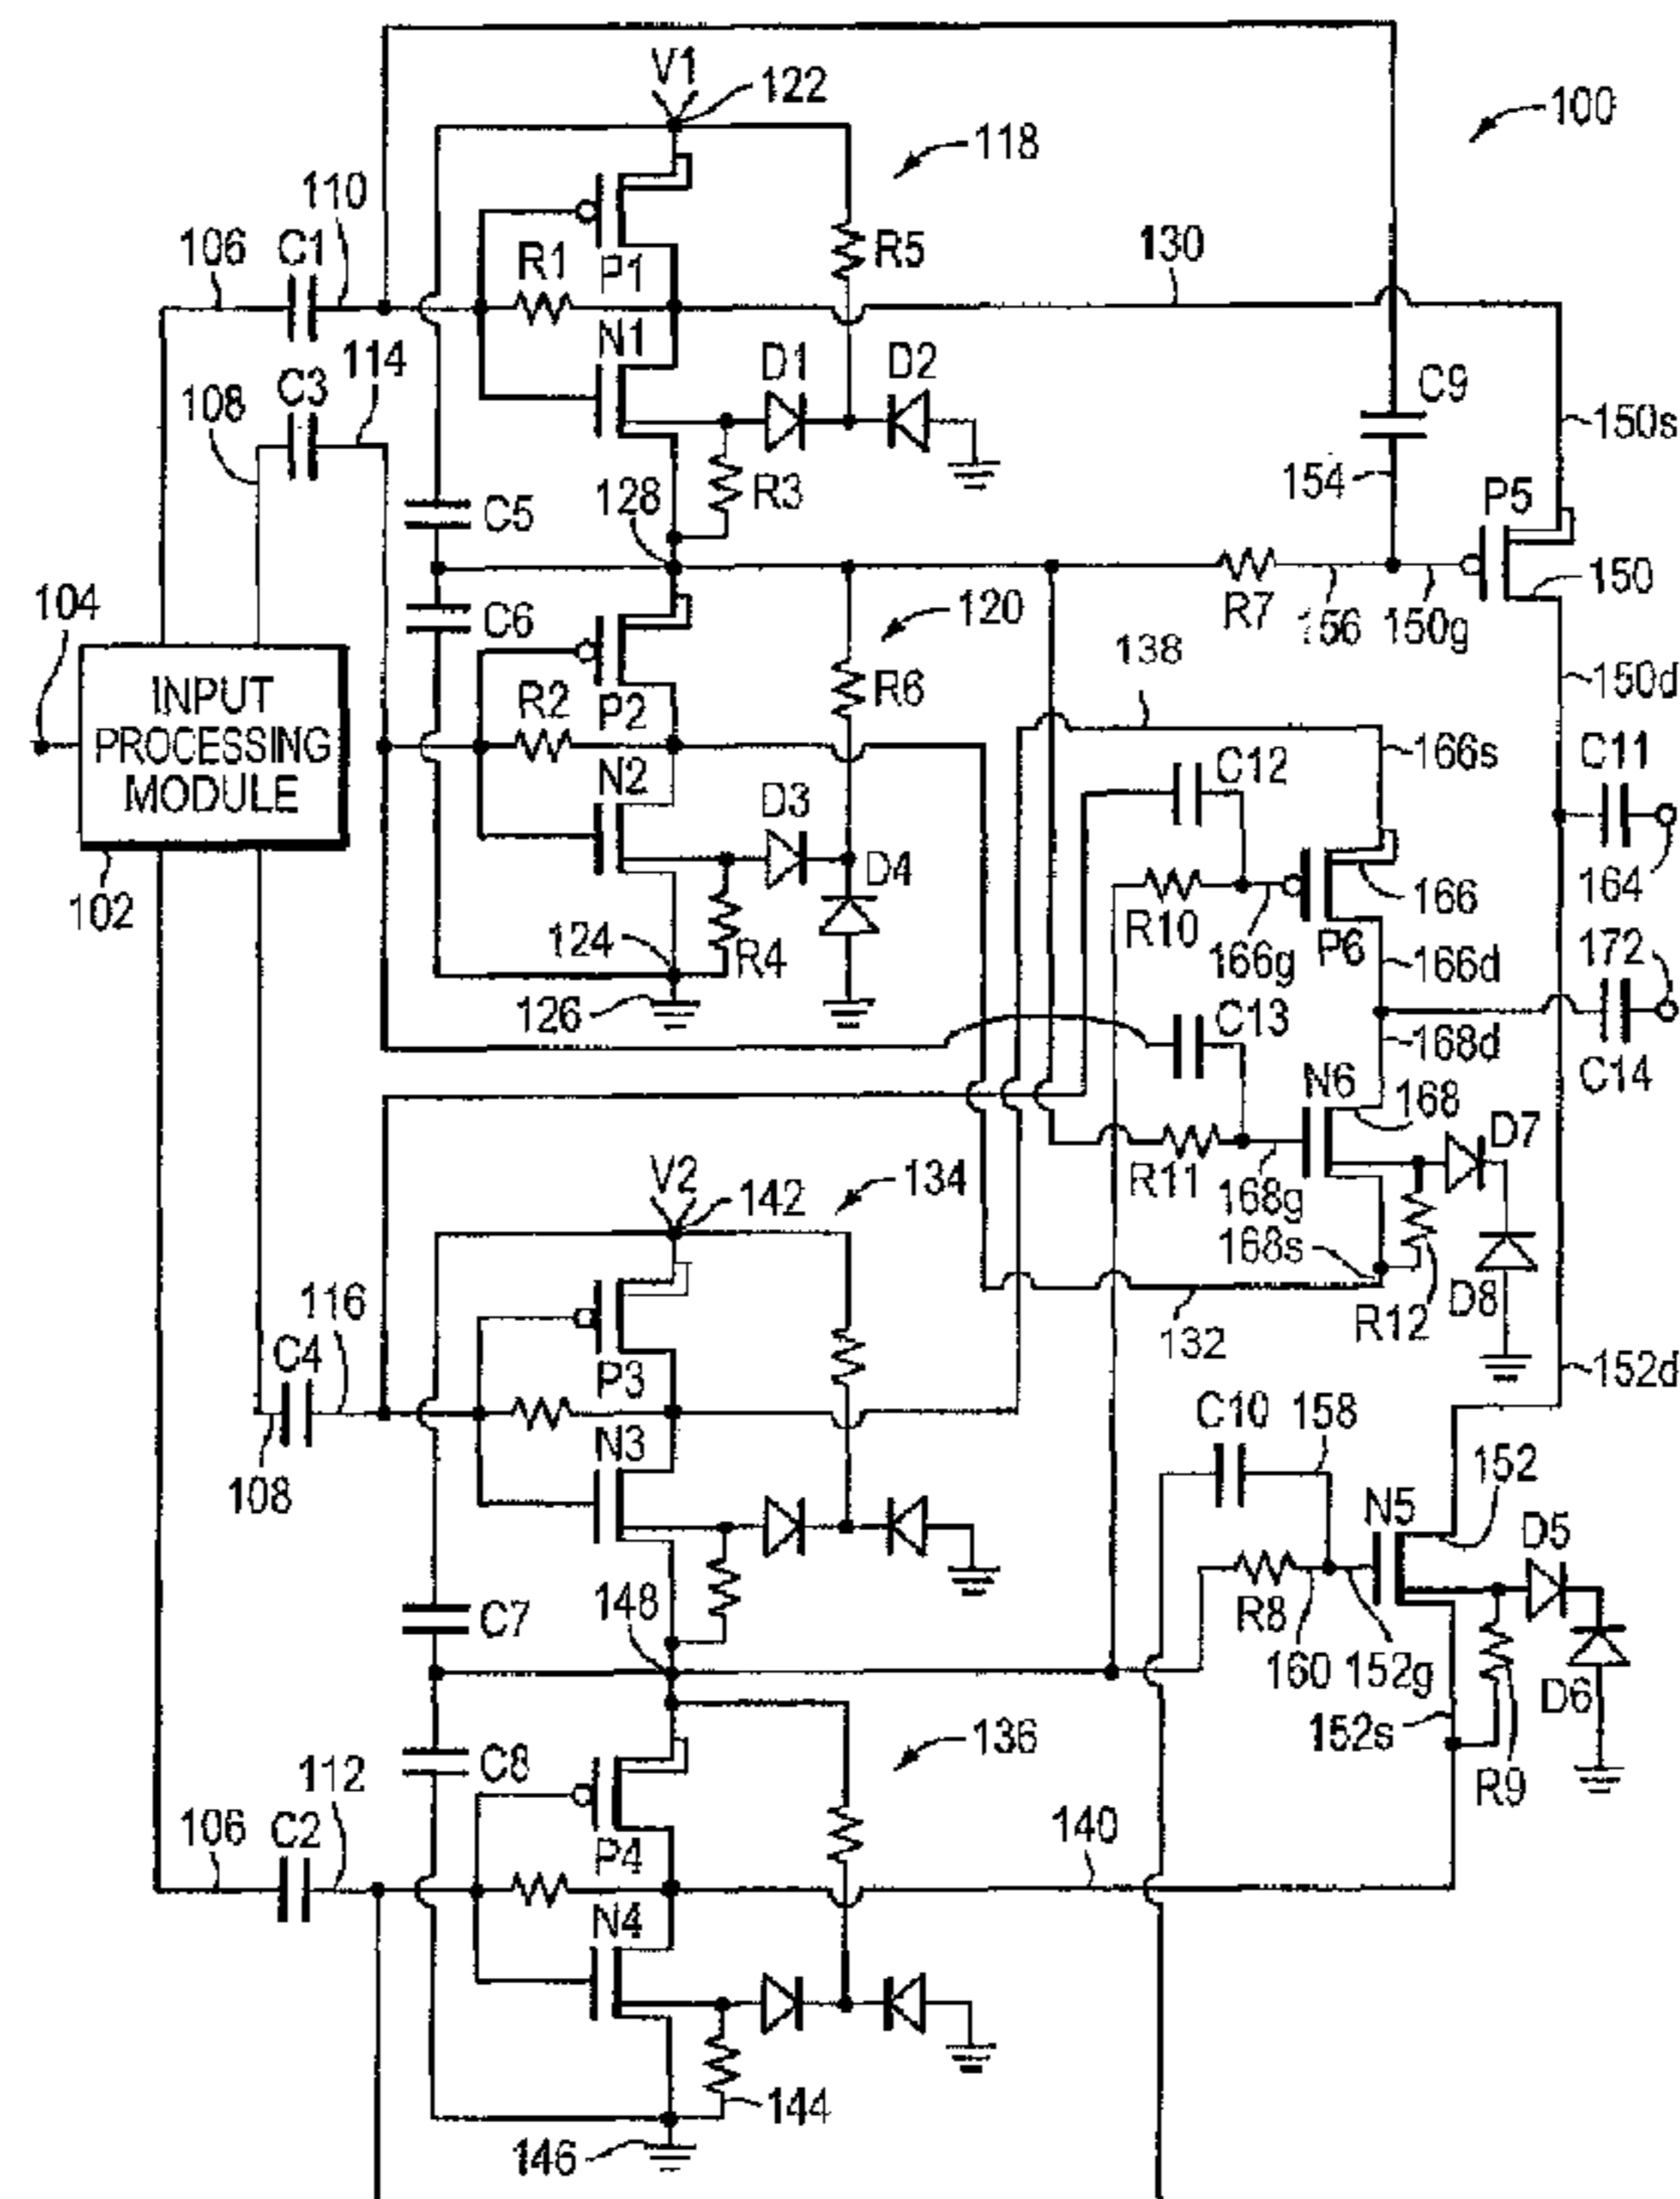 V1
122
100
118
110
106
C1
R1
P1
R5
130
N1
114
108
C3
D1
D2
C9
150s
R3
154
P5
C5
128
104
C6
120
R7
156
150g
150
138
R6
150d
INPUT
PROCESSING
MODULE
R2
P2
N2
166s
C12
C11
D3
D4
164
102
R10
166
124
R4
166g
P6
172
166d
126
C13
168d
C14
N6
168
D7
V2
142
134
R11
168g
168s
R12
D8
116
C4
P3
132
152d
N3
C10
158
108
152
N5
D5
148
C7
R8
160
152g
D6
152s
C8
136
R9
112
106
C2
P4
140
N4
144
146